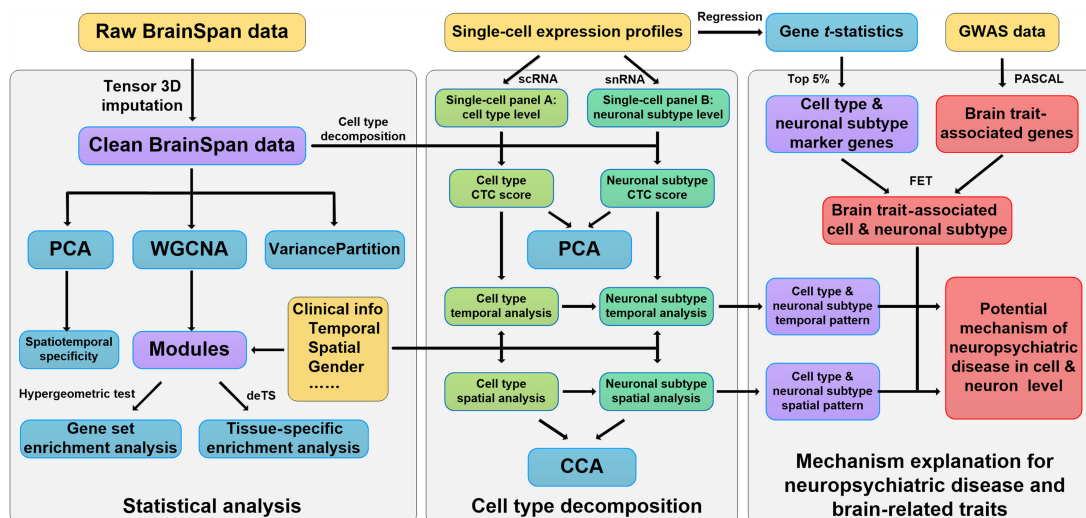 Raw BrainSpan data
Single-cell expression profiles
Regression
Gene t-statistics
GWAS data
Tensor 3D
imputation
Clean BrainSpan data
PCA
WGCNA
VariancePartition
Spatiotemporal
specificity
Modules
Clinical info
Temporal
Spatial
Gender
......
Hypergeometric test
deTS
Gene set
enrichment analysis
Tissue-specific
enrichment analysis
Statistical analysis
Cell type
decomposition
scRNA
snRNA
Single-cell panel A:
cell type level
Single-cell panel B:
neuronal subtype level
Cell type
CTC score
Neuronal subtype
CTC score
PCA
Cell type
temporal analysis
Neuronal subtype
temporal analysis
Cell type
spatial analysis
Neuronal subtype
spatial analysis
CCA
Cell type decomposition
Top 5%
PASCAL
Cell type &
neuronal subtype
marker genes
Brain trait-
associated genes
FET
Brain trait-associated
cell & neuronal subtype
Cell type &
neuronal subtype
temporal pattern
Cell type &
neuronal subtype
spatial pattern
Potential
mechanism of
neuropsychiatric
disease in cell &
neuron level
Mechanism explanation for
neuropsychiatric disease and
brain-related traits